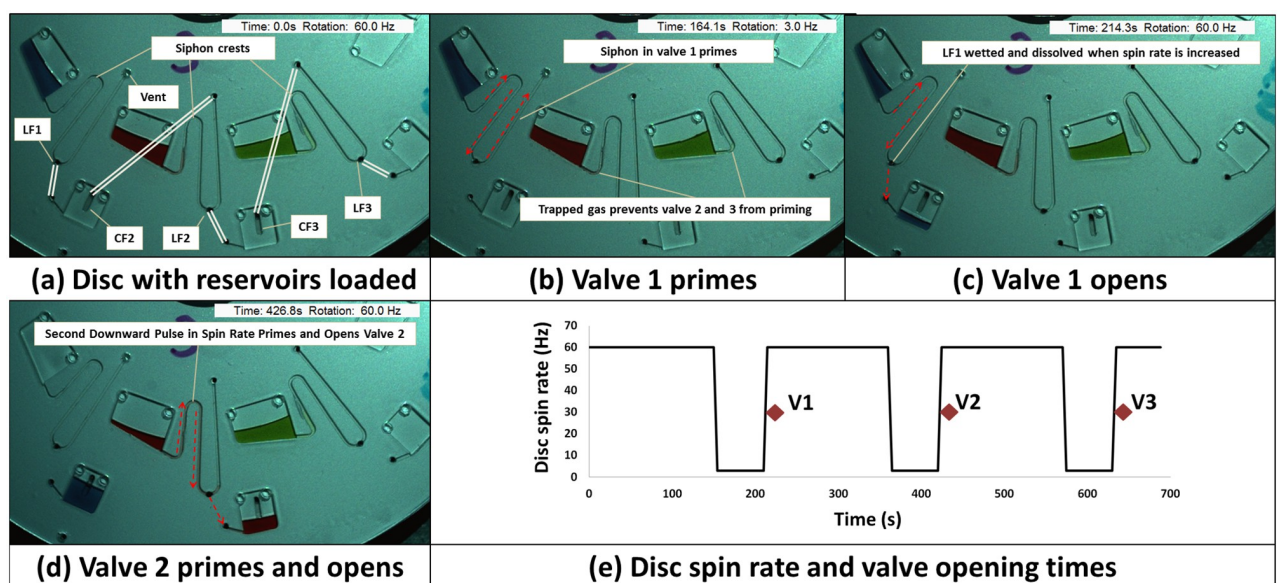 Time: 0.0s Rotation: 60.0 Hz
Siphon crests
Vent
LF1
CF2
LF2
CF3
LF3
(a) Disc with reservoirs loaded
Time: 164.1s Rotation: 3.0 Hz
Siphon in valve 1 primes
Trapped gas prevents valve 2 and 3 from priming
(b) Valve 1 primes
Time: 214.3s Rotation: 60.0 Hz
LF1 wetted and dissolved when spin rate is increased
(c) Valve 1 opens
Time: 426.8s Rotation: 60.0 Hz
Second Downward Pulse in Spin Rate Primes and Opens Valve 2
(d) Valve 2 primes and opens
Disc spin rate (Hz)
70
60
50
40
30
20
10
0
V1
V2
V3
0 100 200 300 400 500 600 700
Time (s)
(e) Disc spin rate and valve opening times